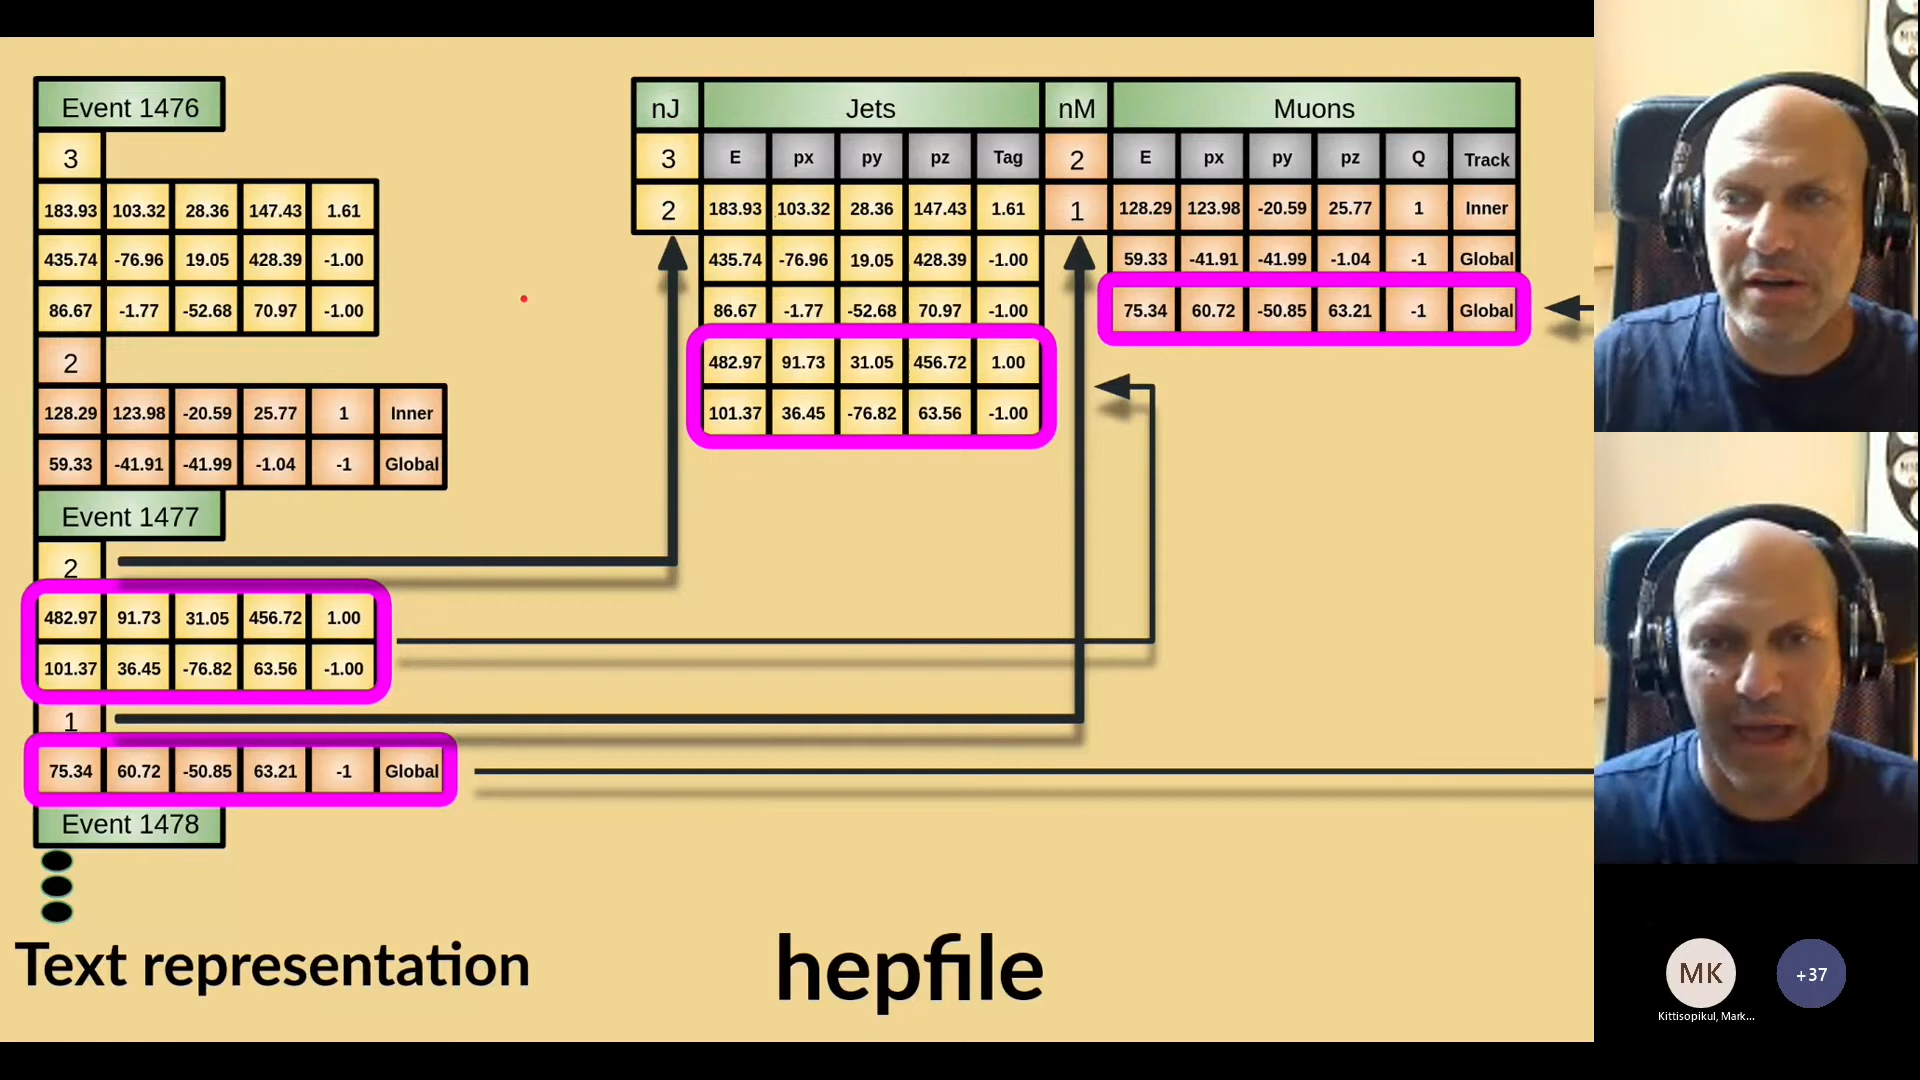 Event 1476
3
183.93 103.32 28.36 147.43 1.61
435.74 -76.96 19.05 428.39 -1.00
86.67 -1.77 -52.68 70.97 -1.00
2
128.29 123.98 -20.59 25.77 1 Inner
59.33 -41.91 -41.99 -1.04 -1 Global
Event 1477
2
482.97 91.73 31.05 456.72 1.00
101.37 36.45 -76.82 63.56 -1.00
1
75.34 60.72 -50.85 63.21 -1 Global
Event 1478
Text representation
nJ Jets nM Muons
3 E px py pz Tag 2 E px py pz Q Track
2 183.93 103.32 28.36 147.43 1.61 1 128.29 123.98 -20.59 25.77 1 Inner
435.74 -76.96 19.05 428.39 -1.00 59.33 -41.91 -41.99 -1.04 -1 Global
86.67 -1.77 -52.68 70.97 -1.00 75.34 60.72 -50.85 63.21 -1 Global
482.97 91.73 31.05 456.72 1.00
101.37 36.45 -76.82 63.56 -1.00
hepfile
MK
Kittisopikul, Mark...
+37